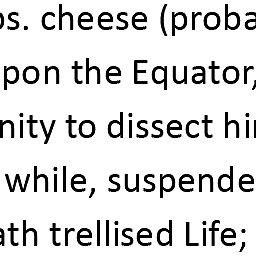 os. cheese (proba
pon the Equator,
nity to dissect hi
while, suspende
ath trellised Life;